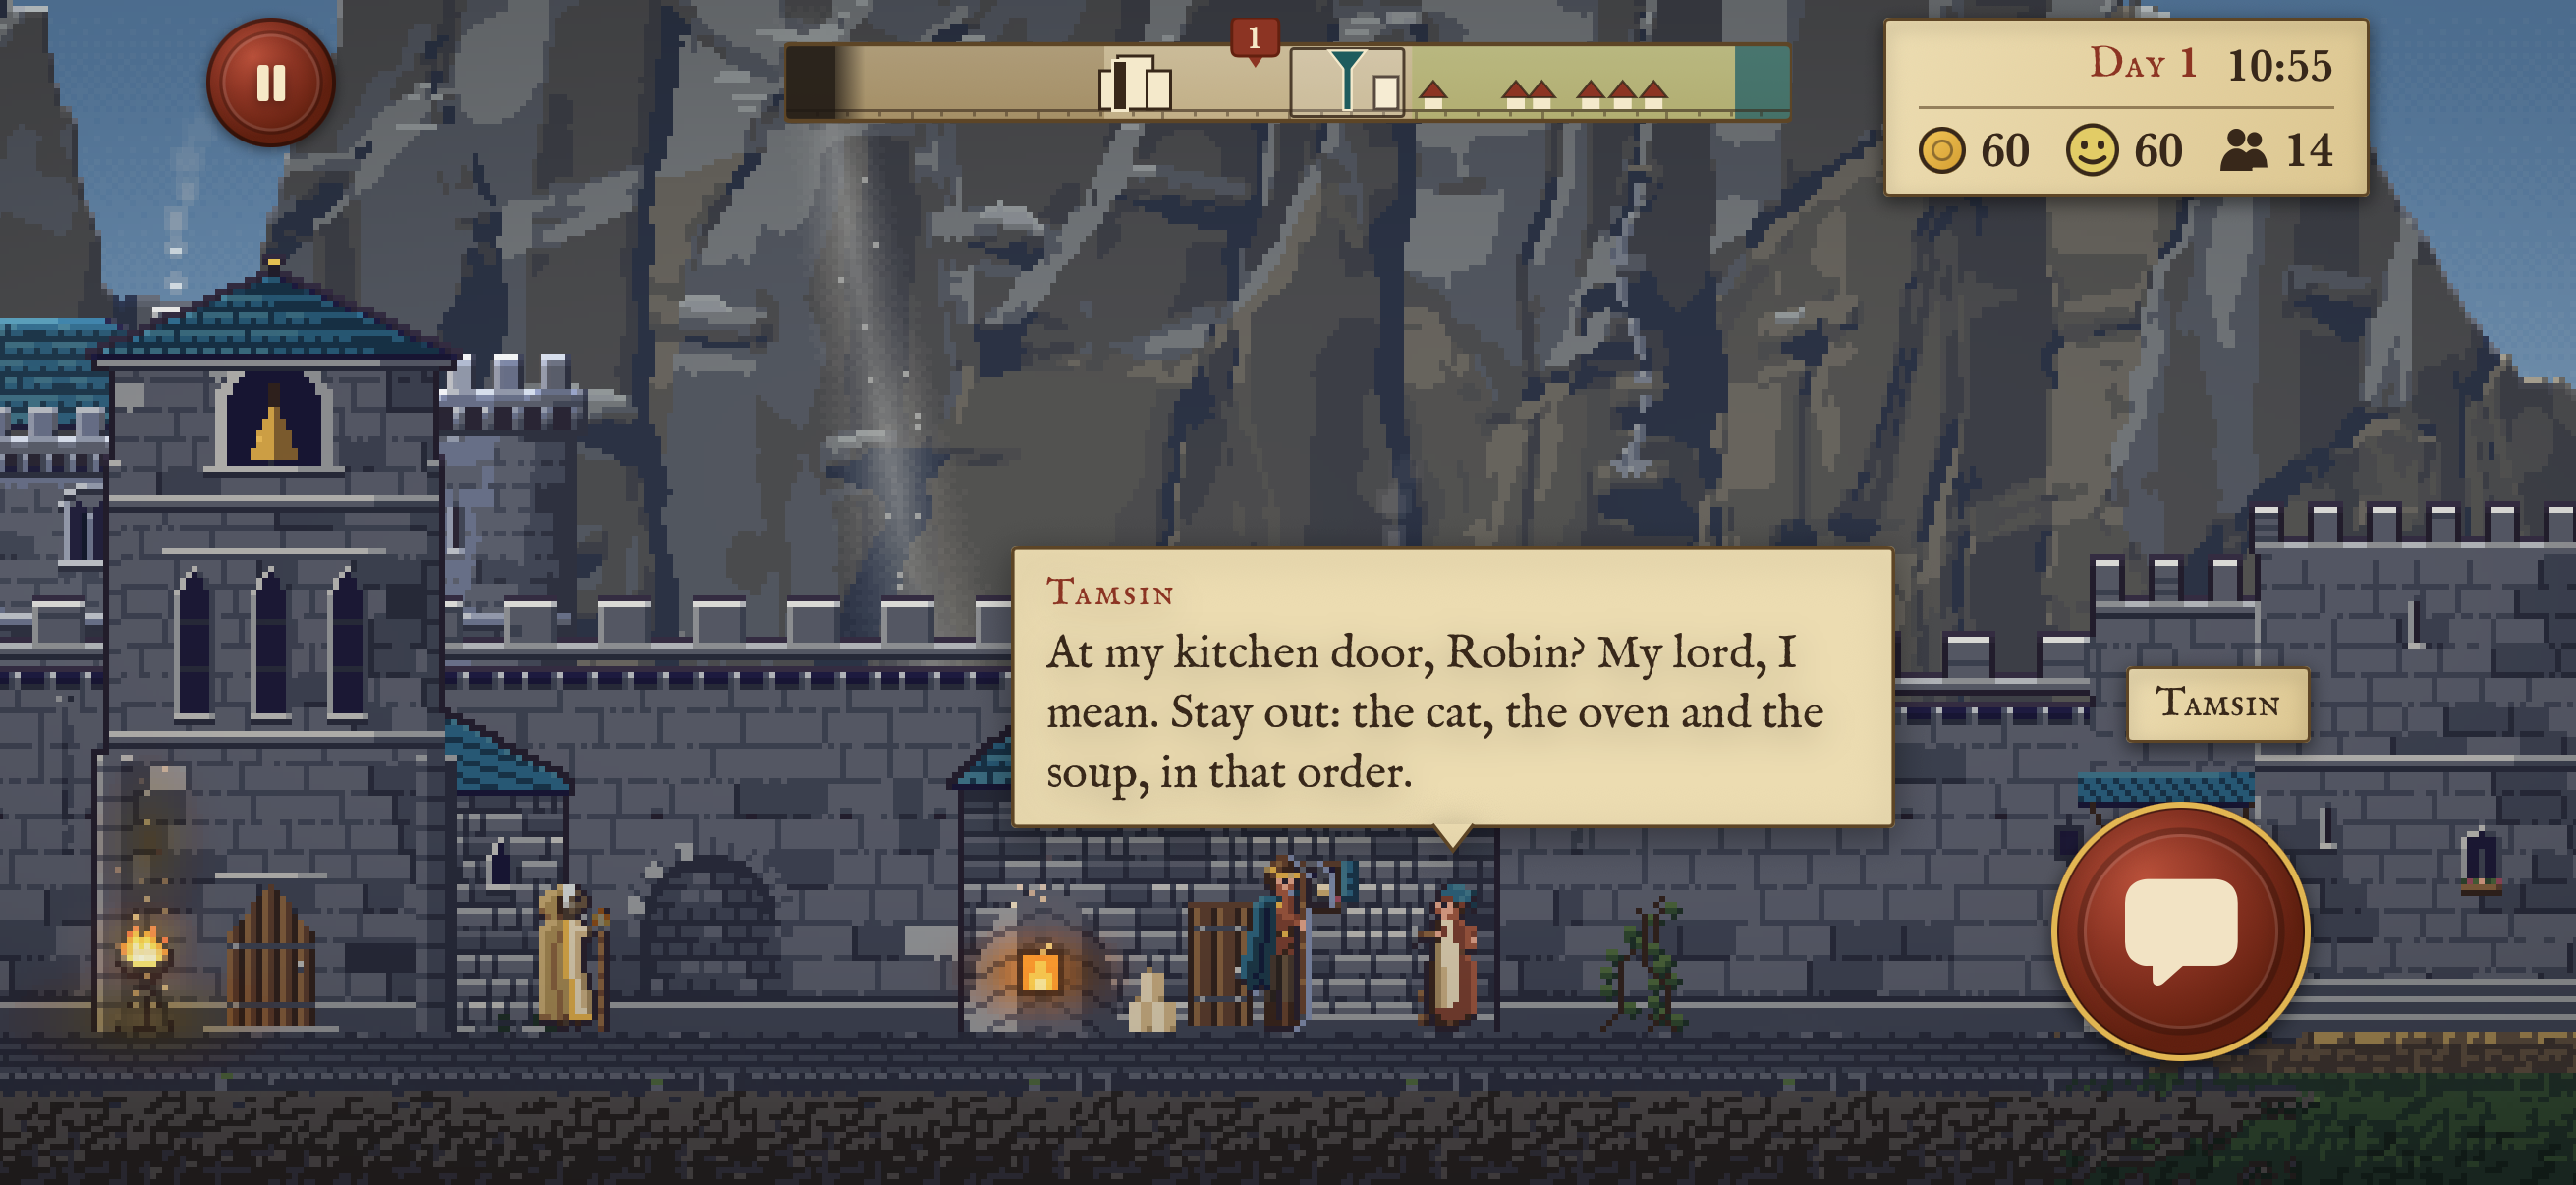 1
Day 1 10:55
60 60 14
Tamsin
At my kitchen door, Robin? My lord, I
mean. Stay out: the cat, the oven and the
soup, in that order.
Tamsin